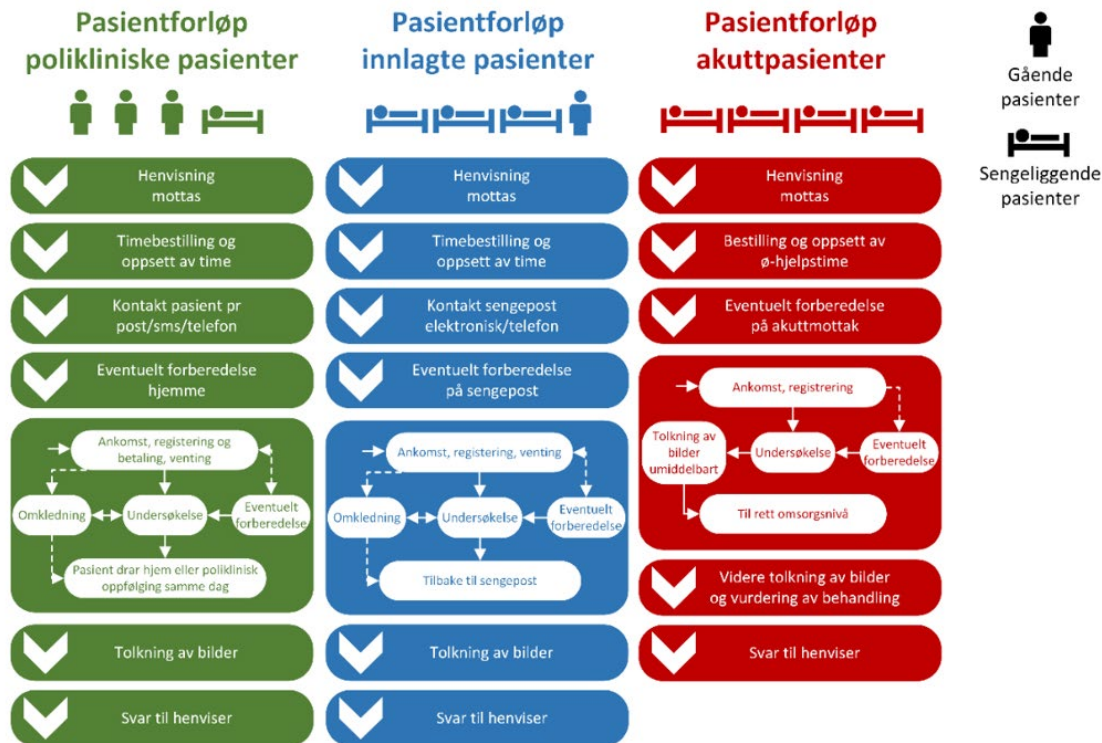 Pasientforløp
polikliniske pasienter
Henvisning
mottas
Timebestilling og
oppsett av time
Kontakt pasient pr
post/sms/telefon
Eventuelt forberedelse
hjemme
Ankomst, registering og
betaling, venting
Omkledning
Undersøkelse
Eventuelt
forberedelse
Pasient drar hjem eller poliklinisk
oppfølging samme dag
Tolkning av bilder
Svar til henviser
Pasientforløp
innlagte pasienter
Henvisning
mottas
Timebestilling og
oppsett av time
Kontakt sengepost
elektronisk/telefon
Eventuelt forberedelse
på sengepost
Ankomst, registering, venting
Omkledning
Undersøkelse
Eventuelt
forberedelse
Tilbake til sengepost
Tolkning av bilder
Svar til henviser
Pasientforløp
akuttpasienter
Henvisning
mottas
Bestilling og oppsett av
ø-hjelpstime
Eventuelt forberedelse
på akuttmottak
Ankomst, registrering
Tolkning av
bilder
umiddelbart
Undersøkelse
Eventuelt
forberedelse
Til rett omsorgsnivå
Videre tolkning av bilder
og vurdering av behandling
Svar til henviser
Gående
pasienter
Sengeliggende
pasienter